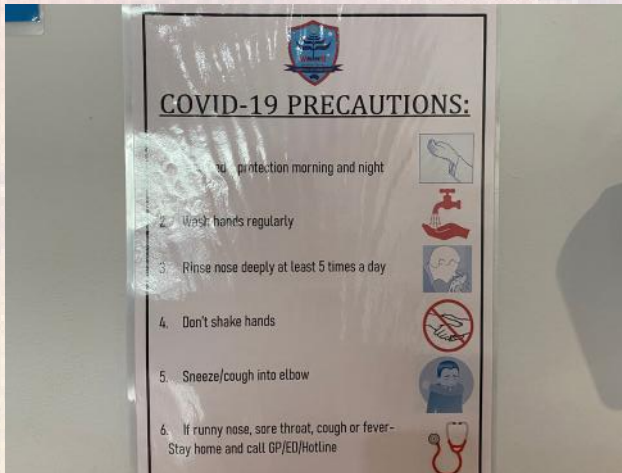 COVID-19 PRECAUTIONS:
protection morning and night
2. Wash hands regularly
3. Rinse nose deeply at least 5 times a day
4. Don't shake hands
5. Sneeze/cough into elbow
6. If runny nose, sore throat, cough or fever-
Stay home and call GP/ED/Hotline